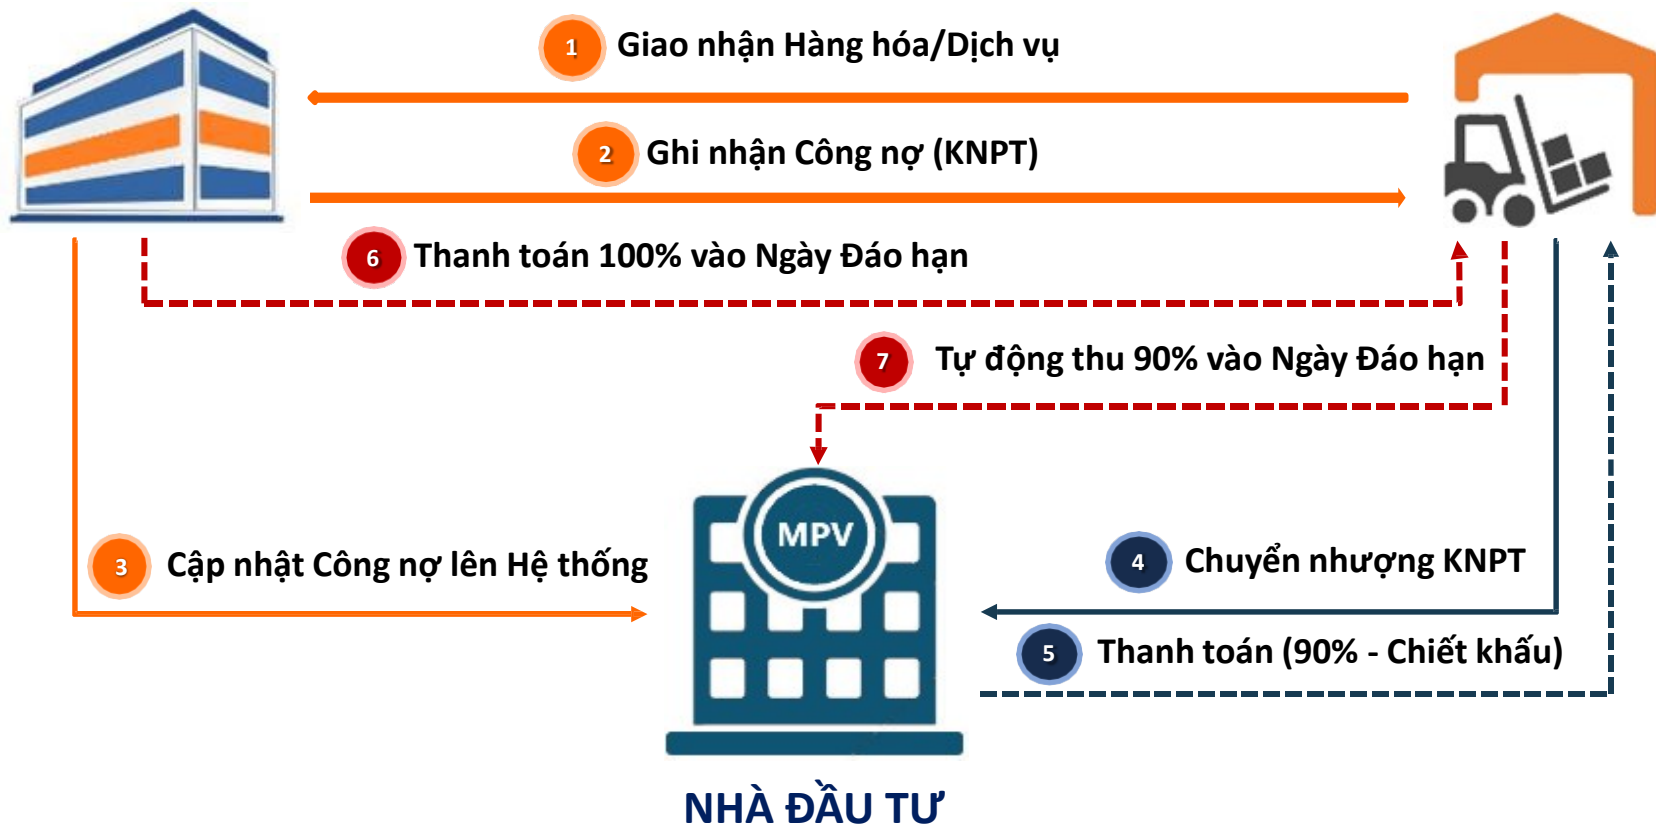 1 Giao nhận Hàng hóa/Dịch vụ
2 Ghi nhận Công nợ (KNPT)
6 Thanh toán 100% vào Ngày Đáo hạn
7 Tự động thu 90% vào Ngày Đáo hạn
MPV
3 Cập nhật Công nợ lên Hệ thống
4 Chuyển nhượng KNPT
5 Thanh toán (90% - Chiết khấu)
NHÀ ĐẦU TƯ